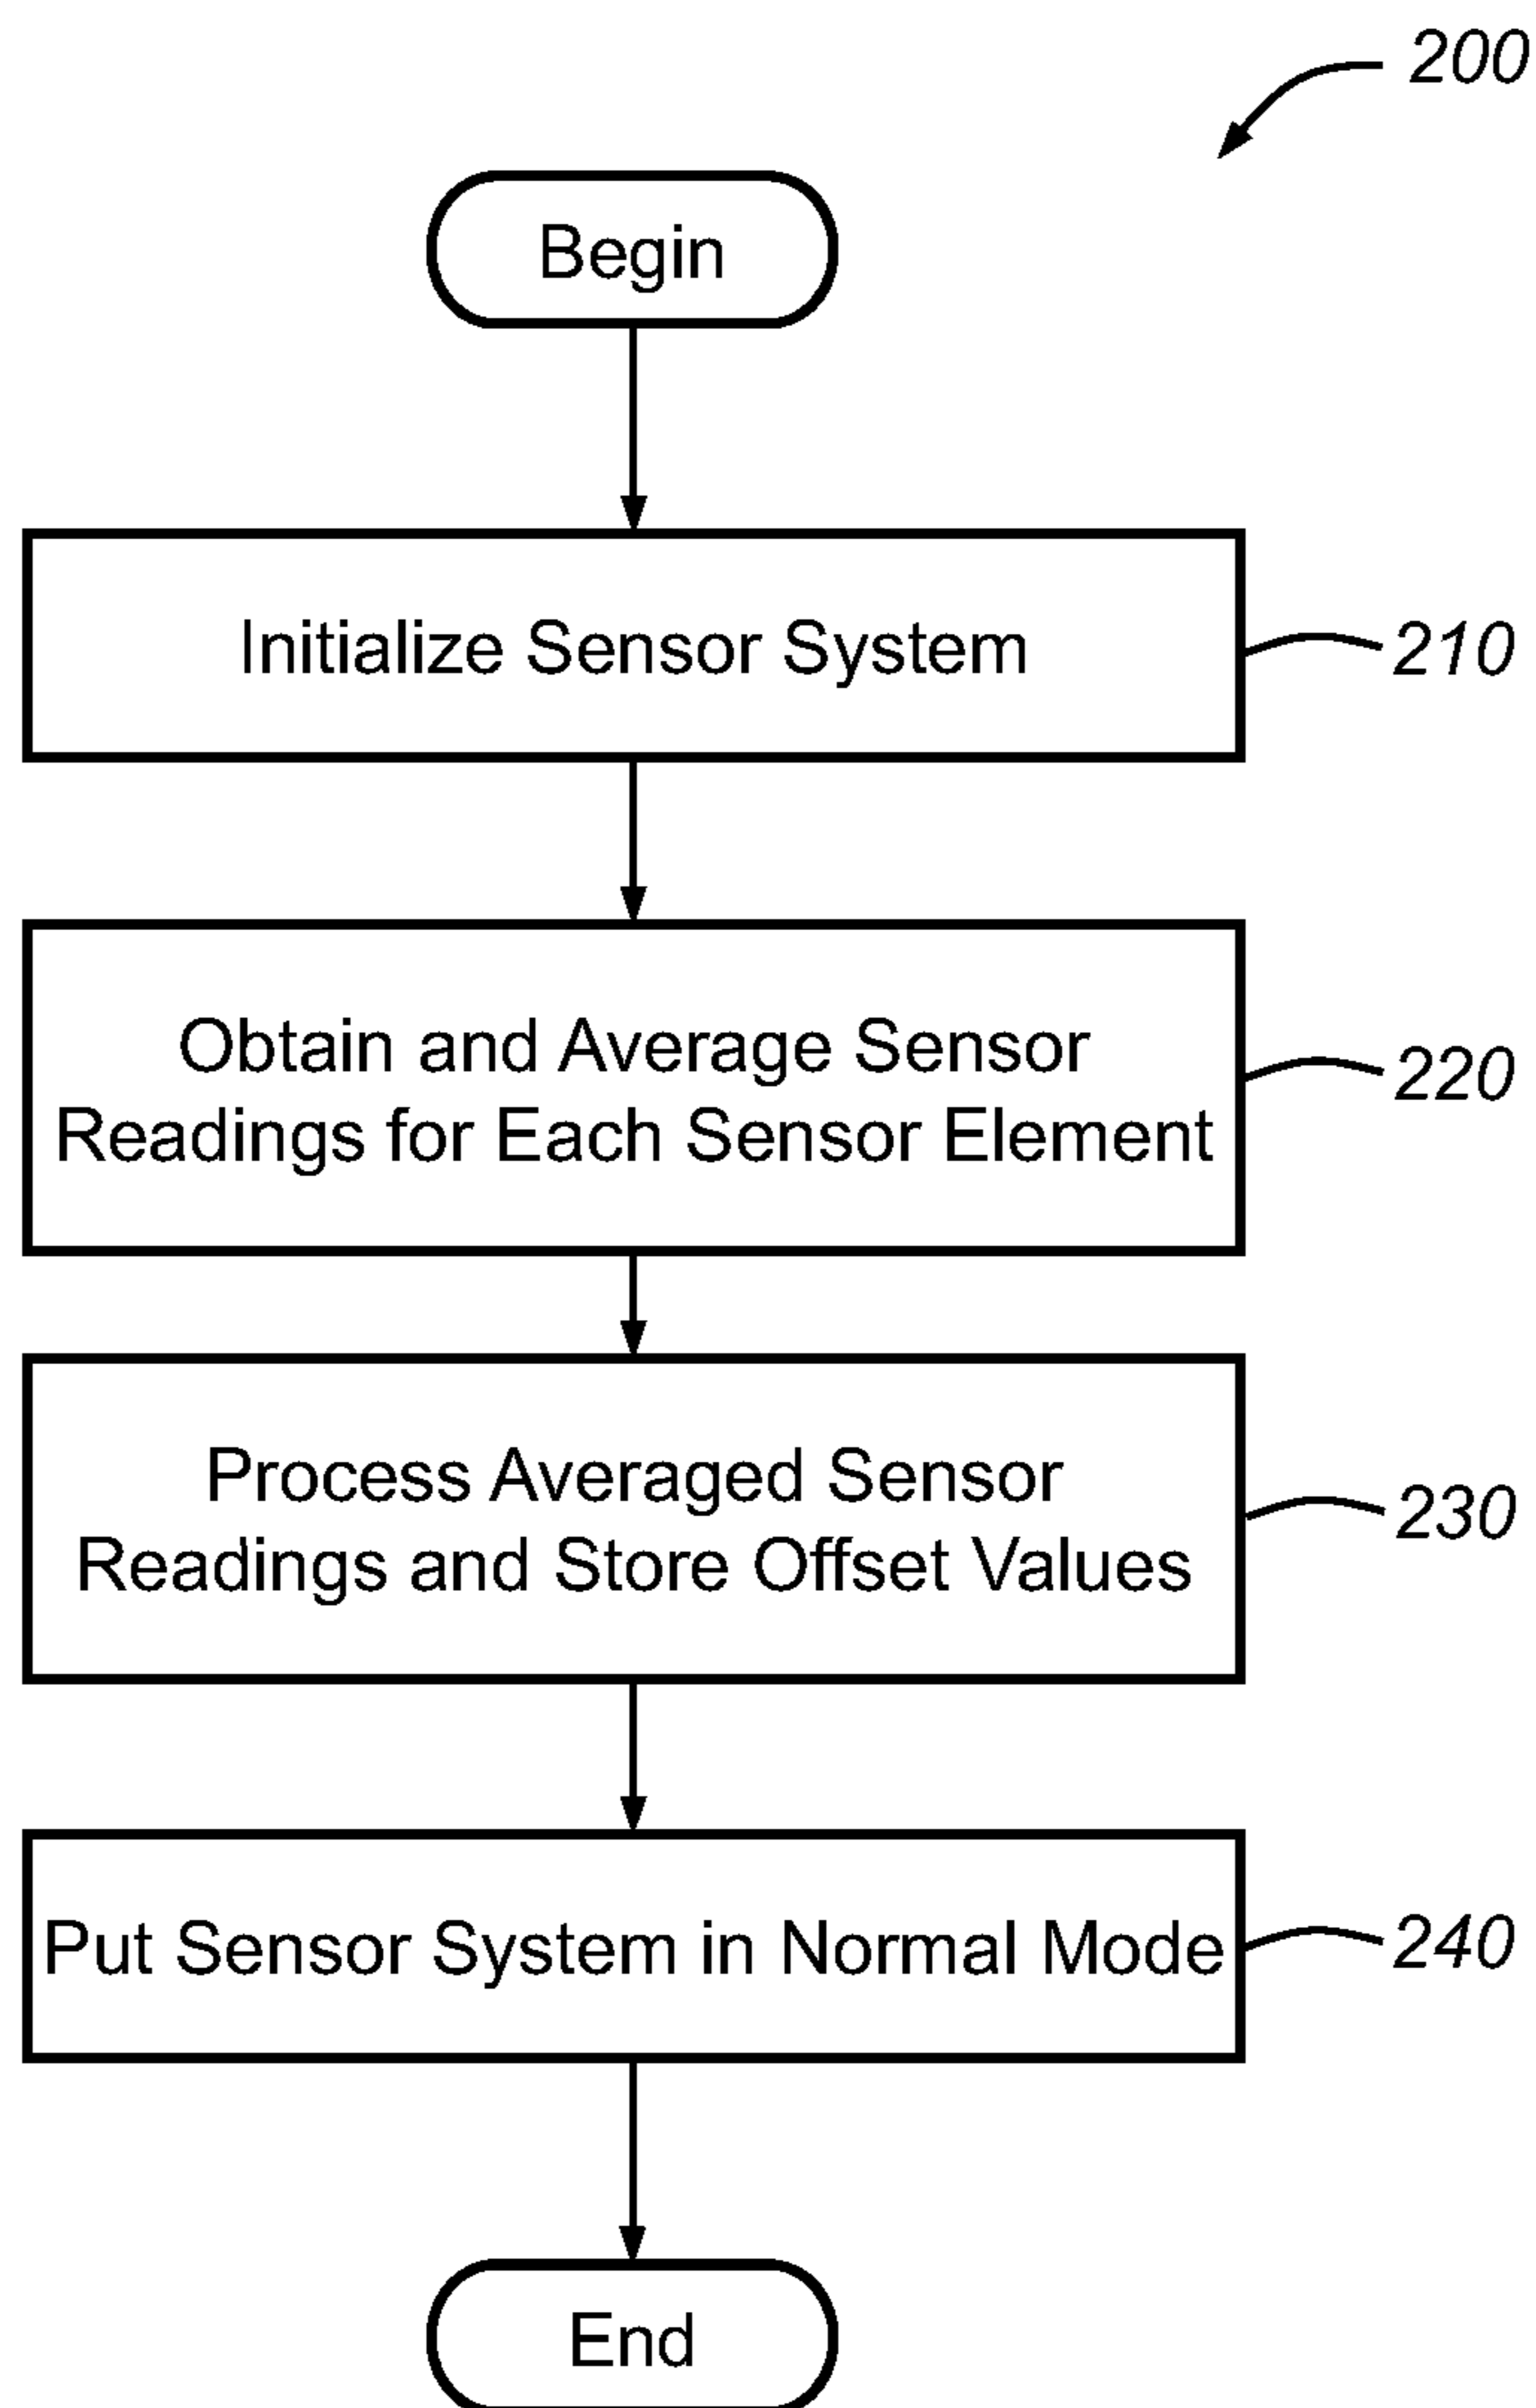 200
Begin
Initialize Sensor System
210
Obtain and Average Sensor
Readings for Each Sensor Element
220
Process Averaged Sensor
Readings and Store Offset Values
230
Put Sensor System in Normal Mode
240
End